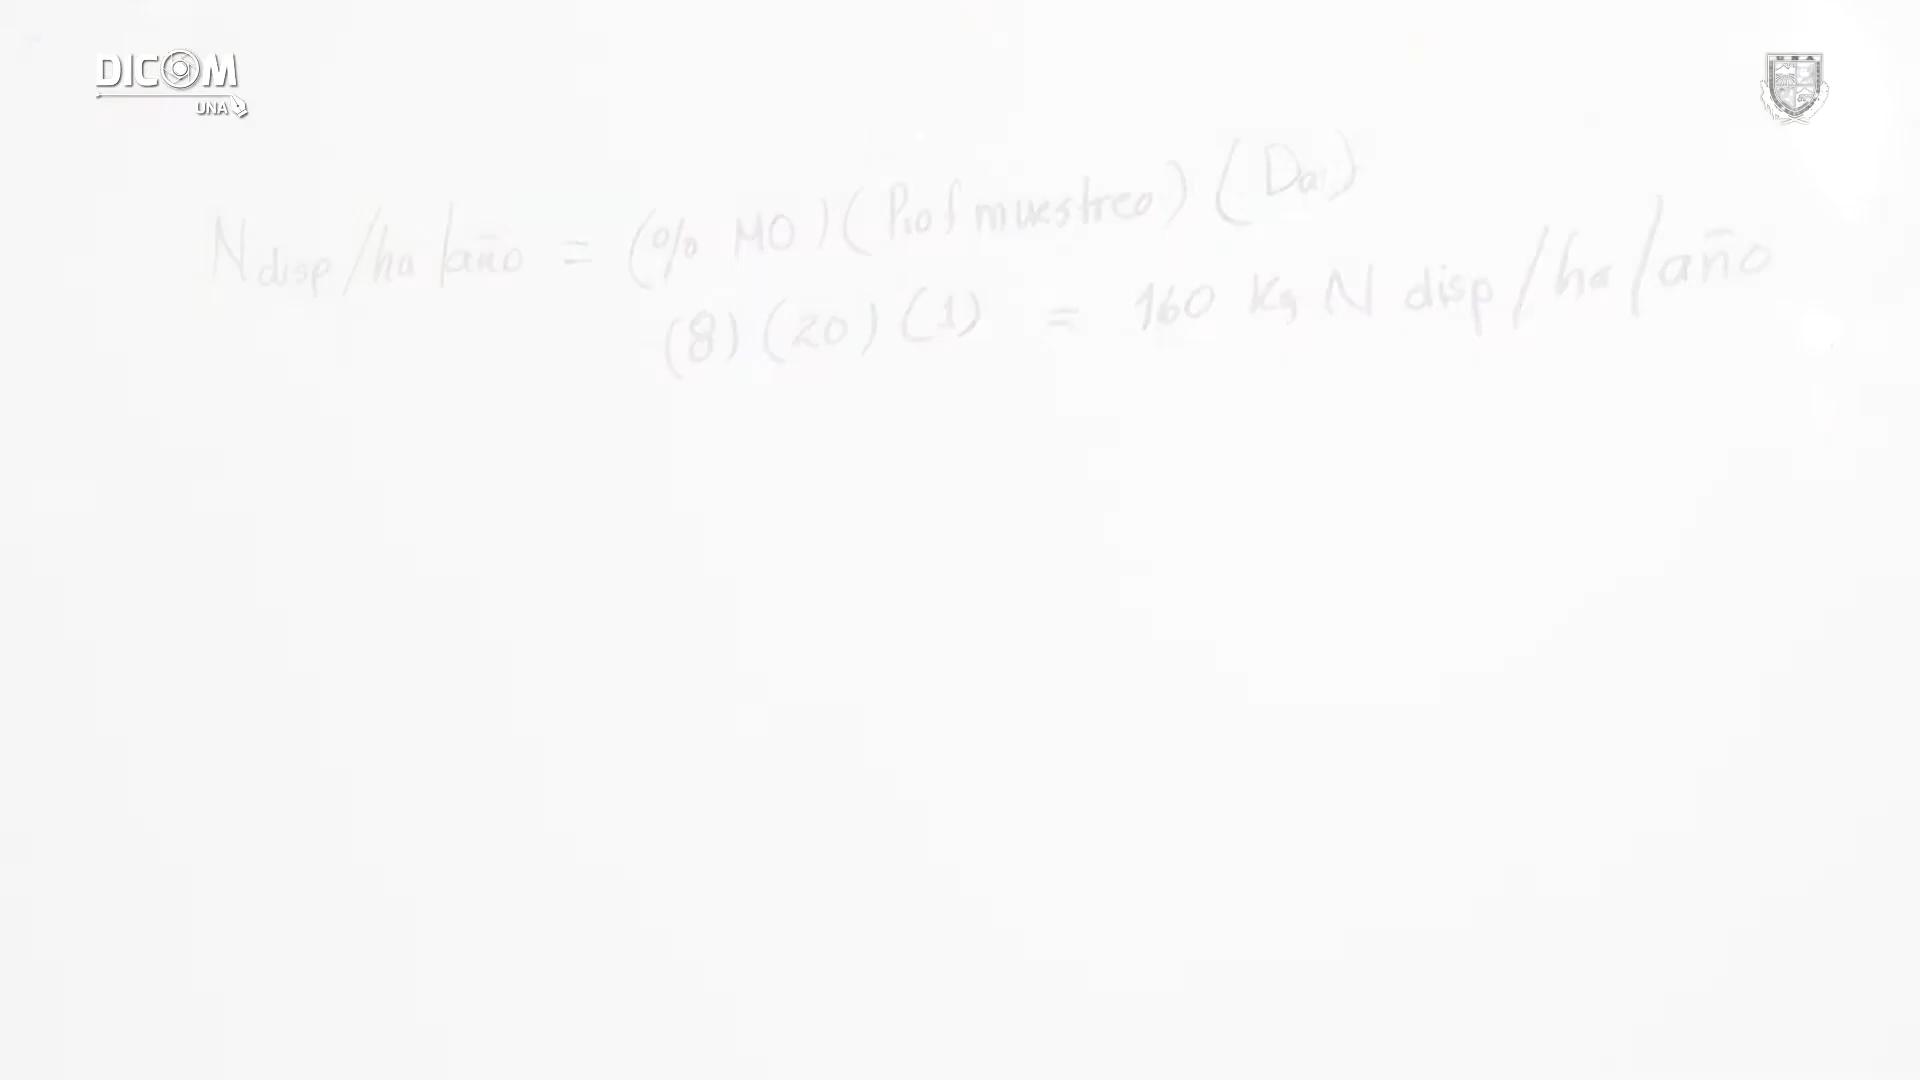 DICOM
UNA
N disp/ha/año = (% MO) (Prof muestreo) (Da)
(8) (20) (1) = 160 Kg N disp/ha/año